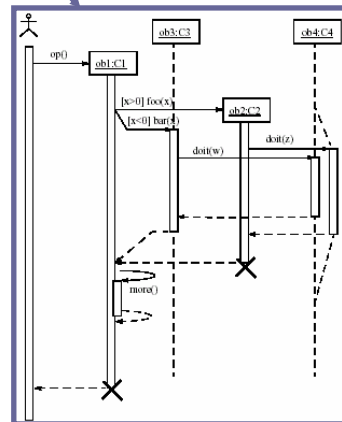 ob3:C3
ob4:C4
op()
ob1:C1
[x>0] foo(x)
ob2:C2
[x<0] bar(x)
doit(z)
doit(w)
more()